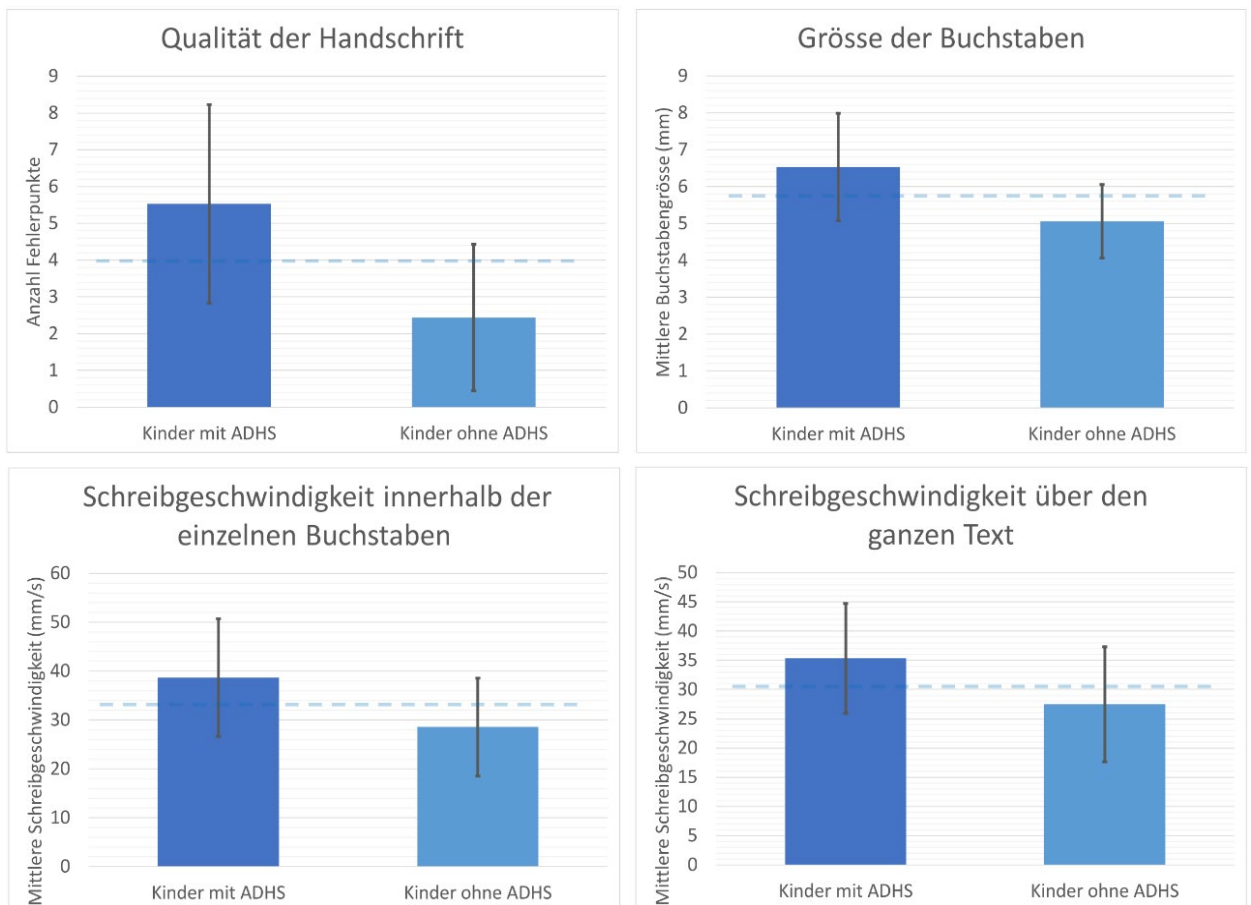 Qualität der Handschrift
Anzahl Fehlerpunkte
9
8
7
6
5
4
3
2
1
0
Kinder mit ADHS Kinder ohne ADHS
Grösse der Buchstaben
Mittlere Buchstabengrösse (mm)
9
8
7
6
5
4
3
2
1
0
Kinder mit ADHS Kinder ohne ADHS
Schreibgeschwindigkeit innerhalb der
einzelnen Buchstaben
Mittlere Schreibgeschwindigkeit (mm/s)
60
50
40
30
20
10
0
Kinder mit ADHS Kinder ohne ADHS
Schreibgeschwindigkeit über den
ganzen Text
Mittlere Schreibgeschwindigkeit (mm/s)
50
45
40
35
30
25
20
15
10
5
0
Kinder mit ADHS Kinder ohne ADHS